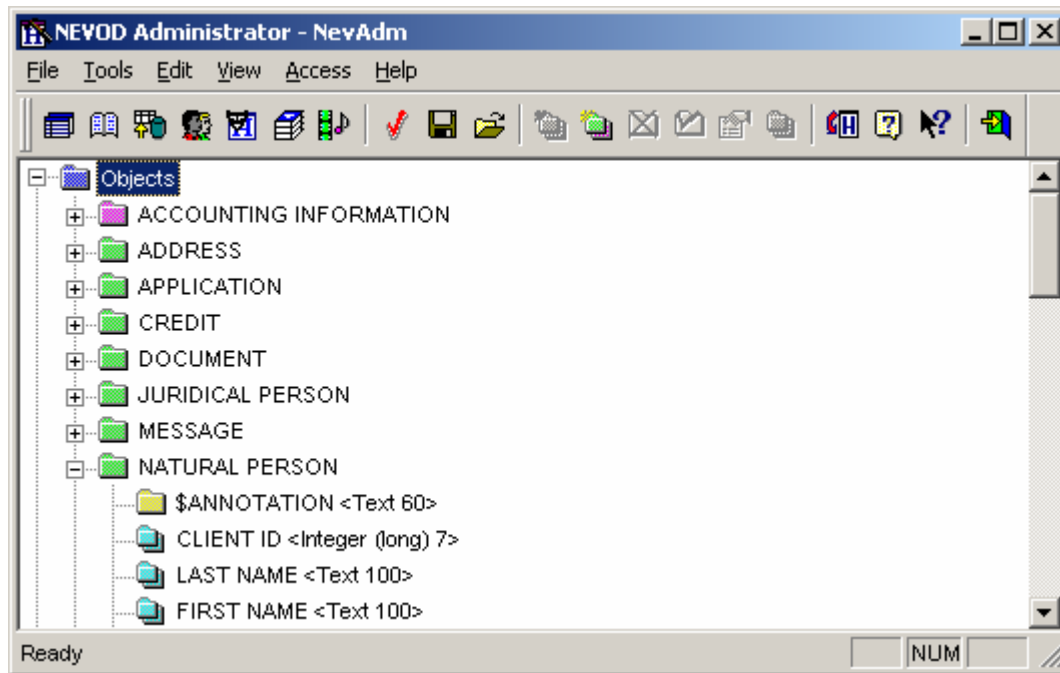 NEVOD Administrator - NevAdm
File Tools Edit View Access Help
Objects
ACCOUNTING INFORMATION
ADDRESS
APPLICATION
CREDIT
DOCUMENT
JURIDICAL PERSON
MESSAGE
NATURAL PERSON
$ANNOTATION <Text 60>
CLIENT ID <Integer (long) 7>
LAST NAME <Text 100>
FIRST NAME <Text 100>
Ready NUM